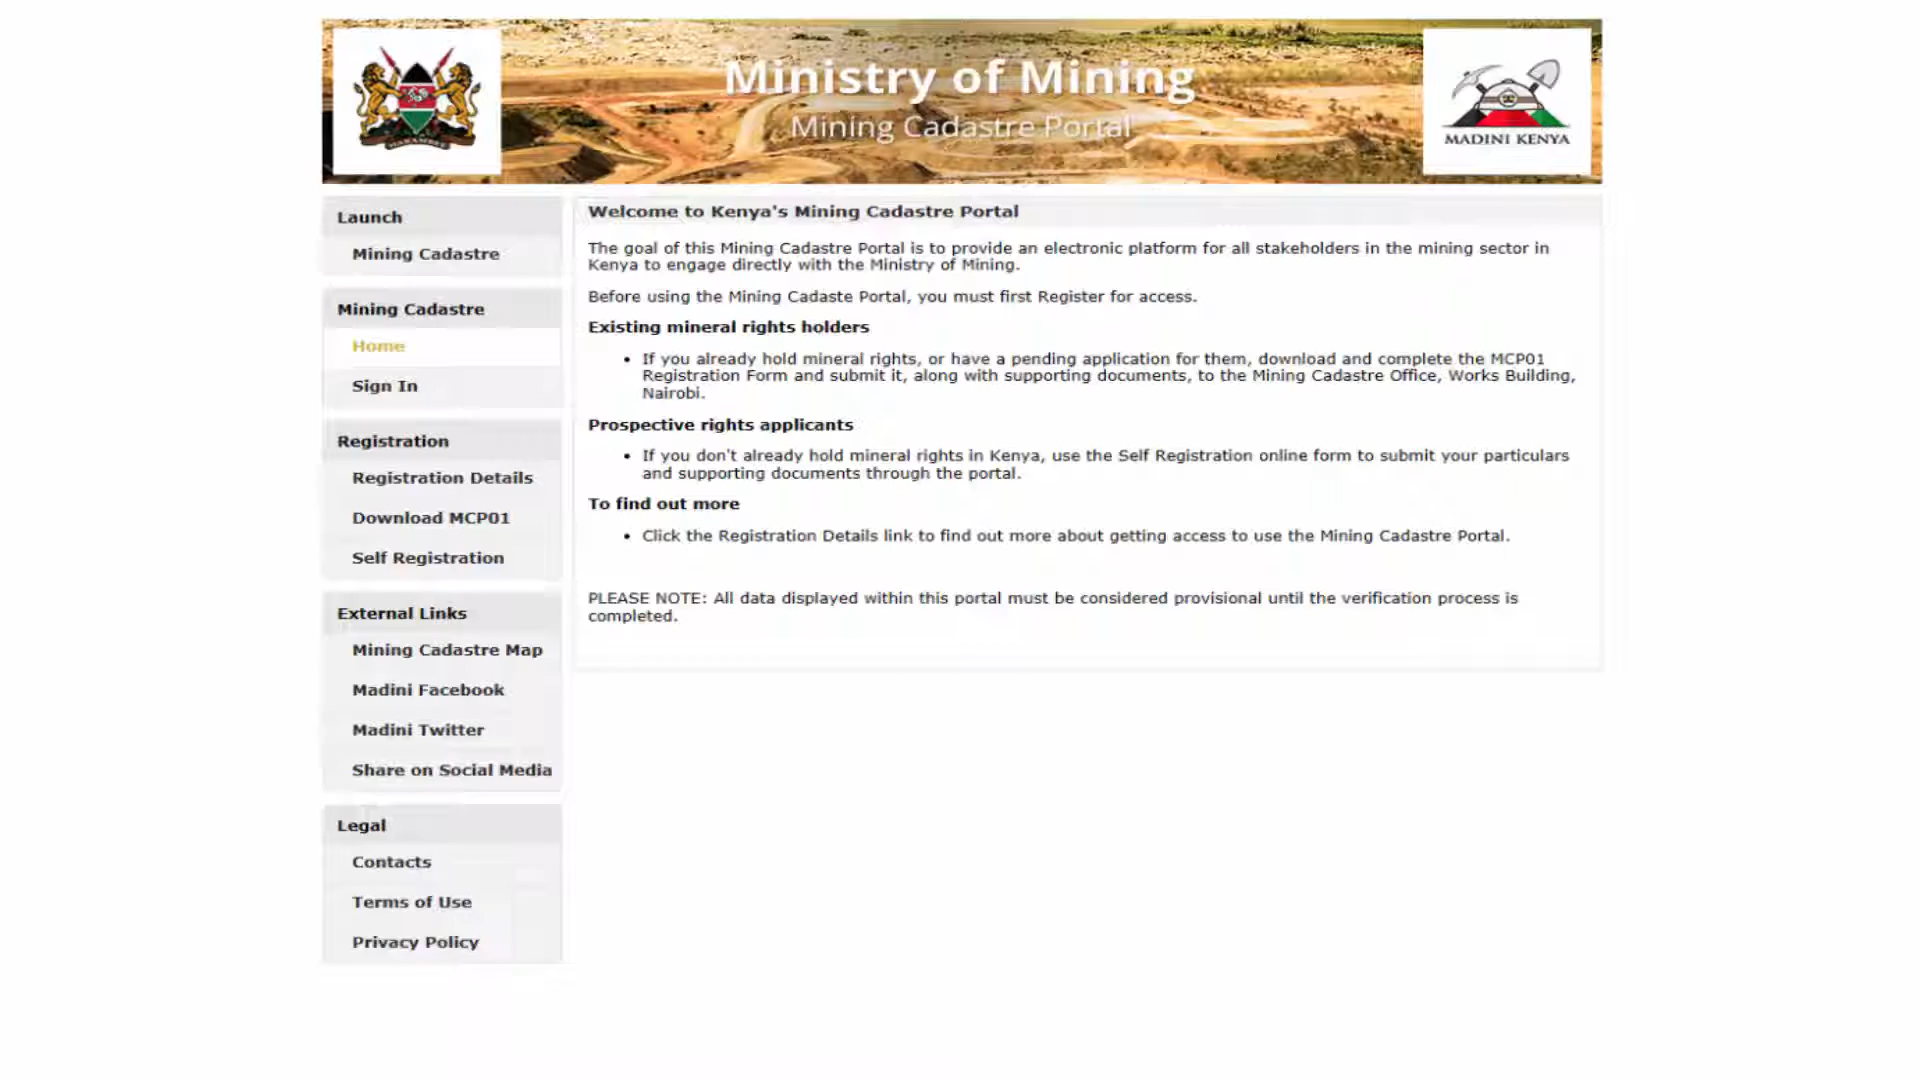 Ministry of Mining
Mining Cadastre Portal
HARAMBEE
MADINI KENYA
Launch
Mining Cadastre
Mining Cadastre
Home
Sign In
Registration
Registration Details
Download MCP01
Self Registration
External Links
Mining Cadastre Map
Madini Facebook
Madini Twitter
Share on Social Media
Legal
Contacts
Terms of Use
Privacy Policy
Welcome to Kenya's Mining Cadastre Portal
The goal of this Mining Cadastre Portal is to provide an electronic platform for all stakeholders in the mining sector in
Kenya to engage directly with the Ministry of Mining.
Before using the Mining Cadaste Portal, you must first Register for access.
Existing mineral rights holders
• If you already hold mineral rights, or have a pending application for them, download and complete the MCP01
Registration Form and submit it, along with supporting documents, to the Mining Cadastre Office, Works Building,
Nairobi.
Prospective rights applicants
• If you don't already hold mineral rights in Kenya, use the Self Registration online form to submit your particulars
and supporting documents through the portal.
To find out more
• Click the Registration Details link to find out more about getting access to use the Mining Cadastre Portal.
PLEASE NOTE: All data displayed within this portal must be considered provisional until the verification process is
completed.